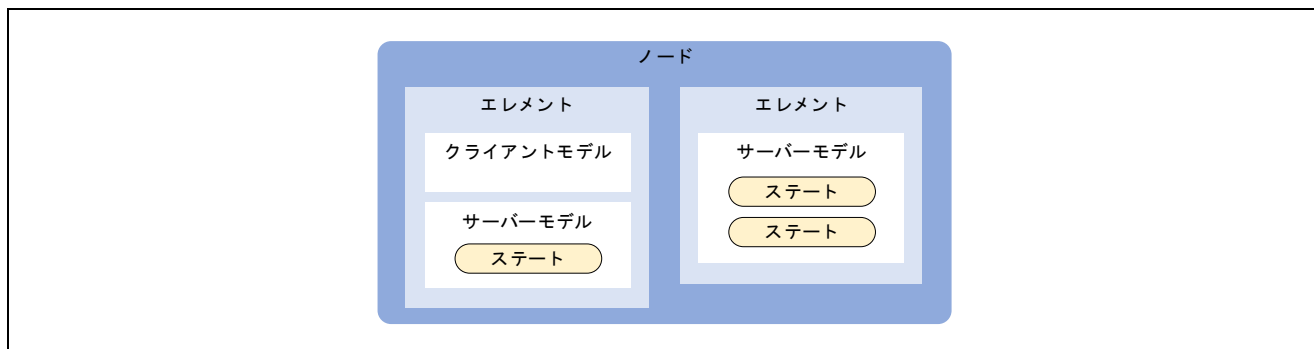 ノード
エレメント
クライアントモデル
サーバーモデル
ステート
エレメント
サーバーモデル
ステート
ステート